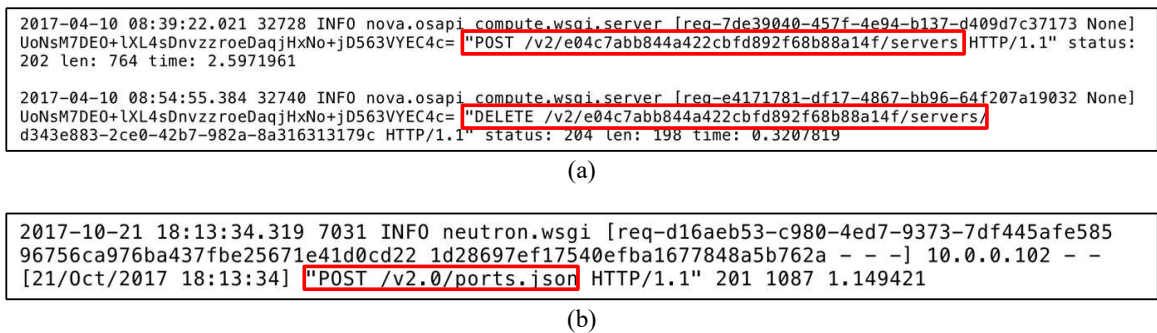 2017-04-10 08:39:22.021 32728 INFO nova.osapi_compute.wsgi.server [req-7de39040-457f-4e94-b137-d409d7c37173 None]
UoNsM7DEO+lXL4sDnvzzroeDaqjHxNo+jD563VYEC4c= "POST /v2/e04c7abb844a422cbfd892f68b88a14f/servers HTTP/1.1" status:
202 len: 764 time: 2.5971961
2017-04-10 08:54:55.384 32740 INFO nova.osapi_compute.wsgi.server [req-e4171781-df17-4867-bb96-64f207a19032 None]
UoNsM7DEO+lXL4sDnvzzroeDaqjHxNo+jD563VYEC4c= "DELETE /v2/e04c7abb844a422cbfd892f68b88a14f/servers/
d343e883-2ce0-42b7-982a-8a316313179c HTTP/1.1" status: 204 len: 198 time: 0.3207819
(a)
2017-10-21 18:13:34.319 7031 INFO neutron.wsgi [req-d16aeb53-c980-4ed7-9373-7df445afe585
96756ca976ba437fbe25671e41d0cd22 1d28697ef17540efba1677848a5b762a - - -] 10.0.0.102 - -
[21/Oct/2017 18:13:34] "POST /v2.0/ports.json HTTP/1.1" 201 1087 1.149421
(b)